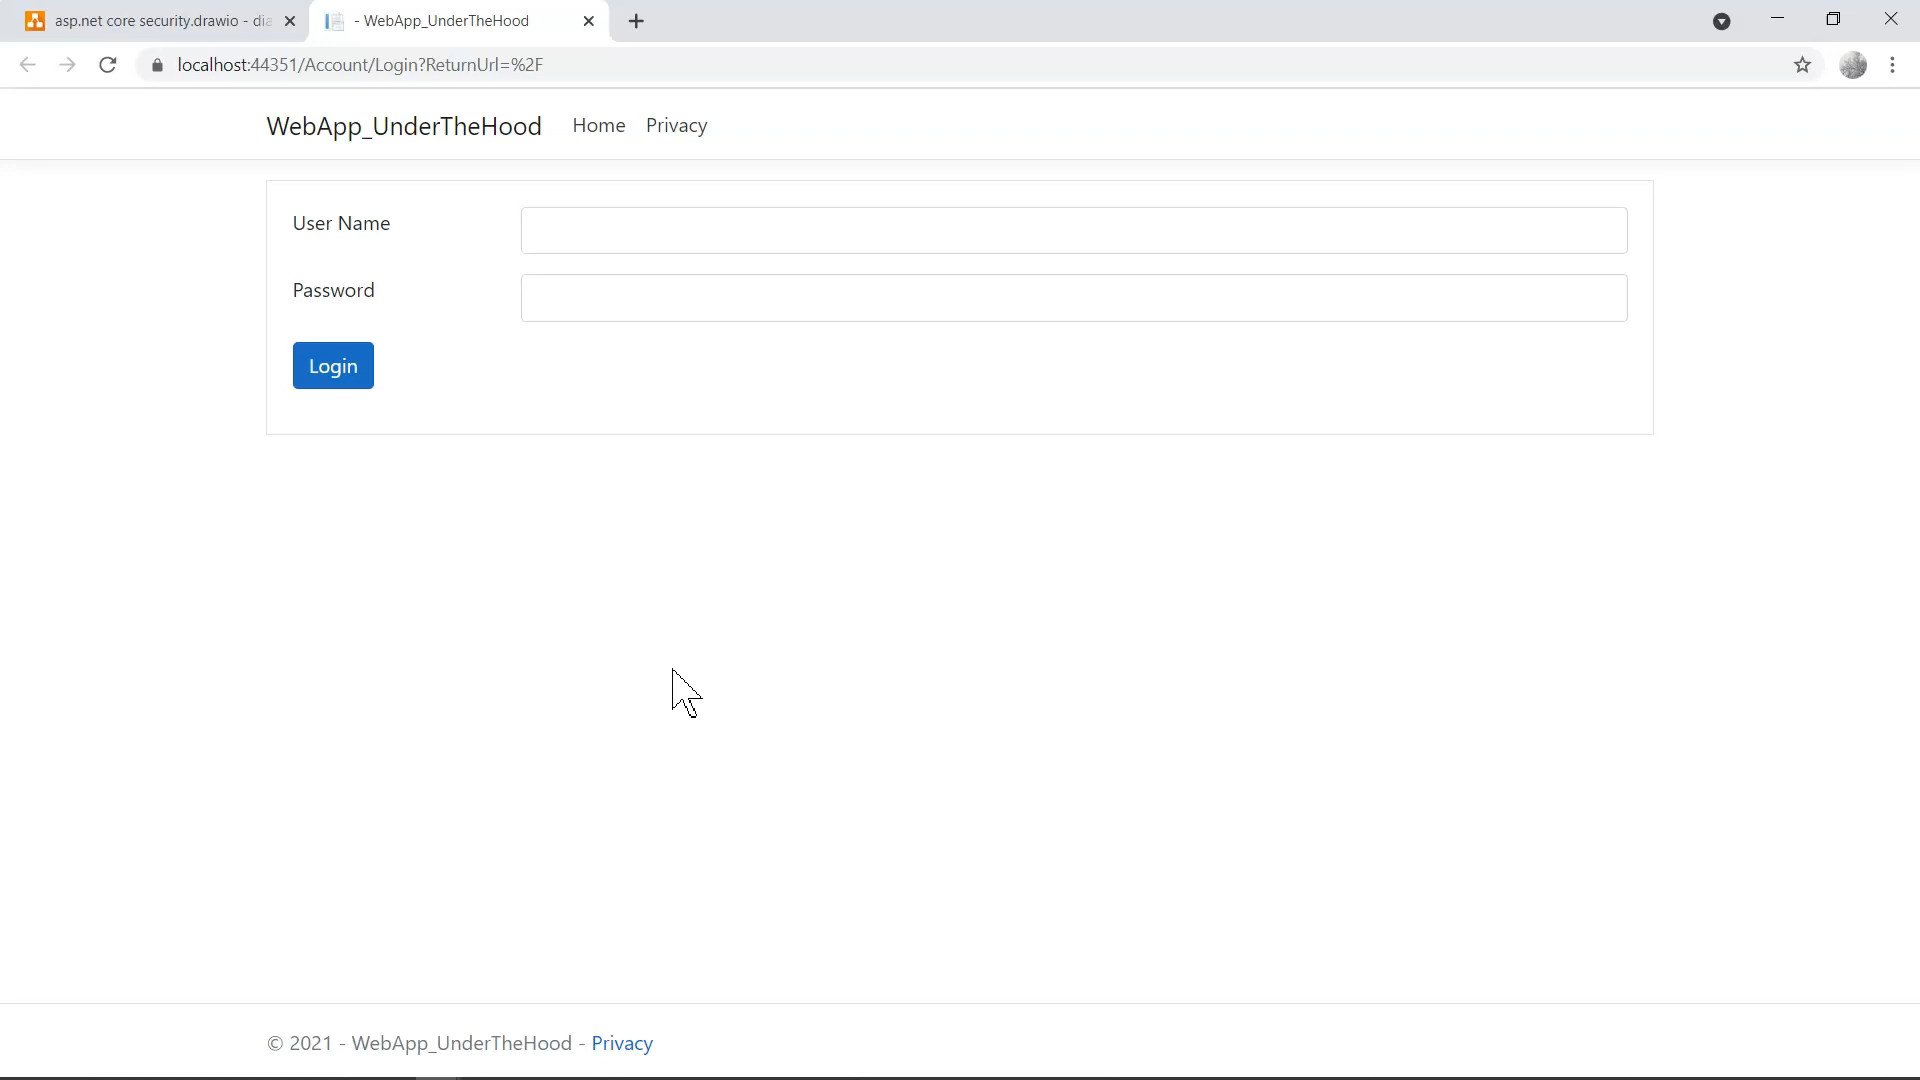 asp.net core security.drawio - dia
- WebApp_UnderTheHood
localhost:44351/Account/Login?ReturnUrl=%2F
WebApp_UnderTheHood Home Privacy
User Name
Password
Login
© 2021 - WebApp_UnderTheHood - Privacy